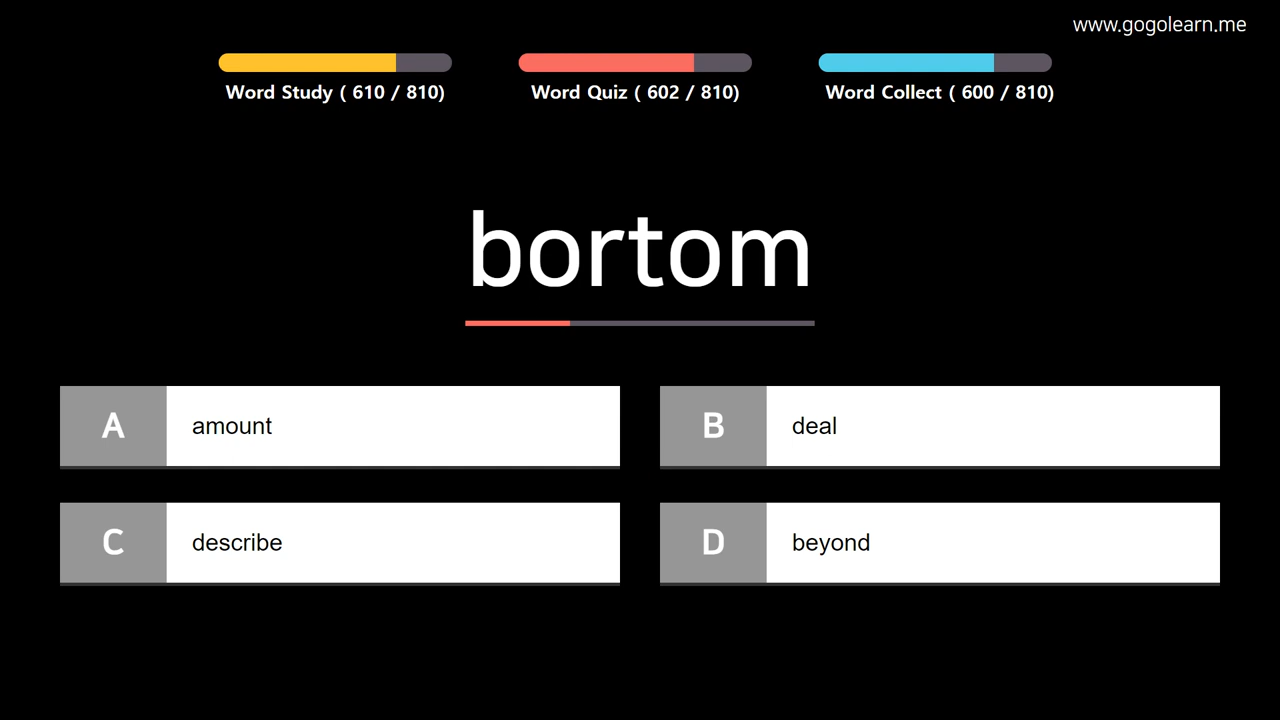 www.gogolearn.me
Word Study ( 610 / 810)
Word Quiz ( 602 / 810)
Word Collect ( 600 / 810)
bortom
A amount
B deal
C describe
D beyond